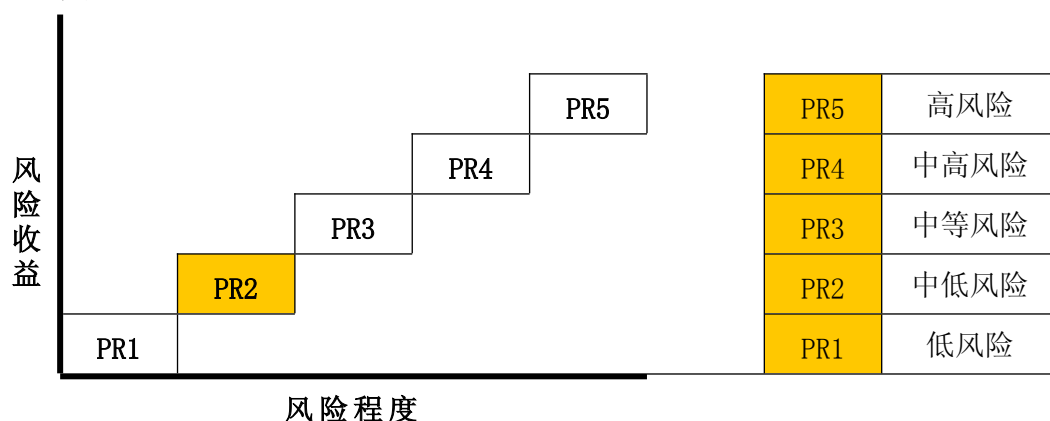 风险收益
PR5
PR4
PR3
PR2
PR1
风险程度
PR5 高风险
PR4 中高风险
PR3 中等风险
PR2 中低风险
PR1 低风险